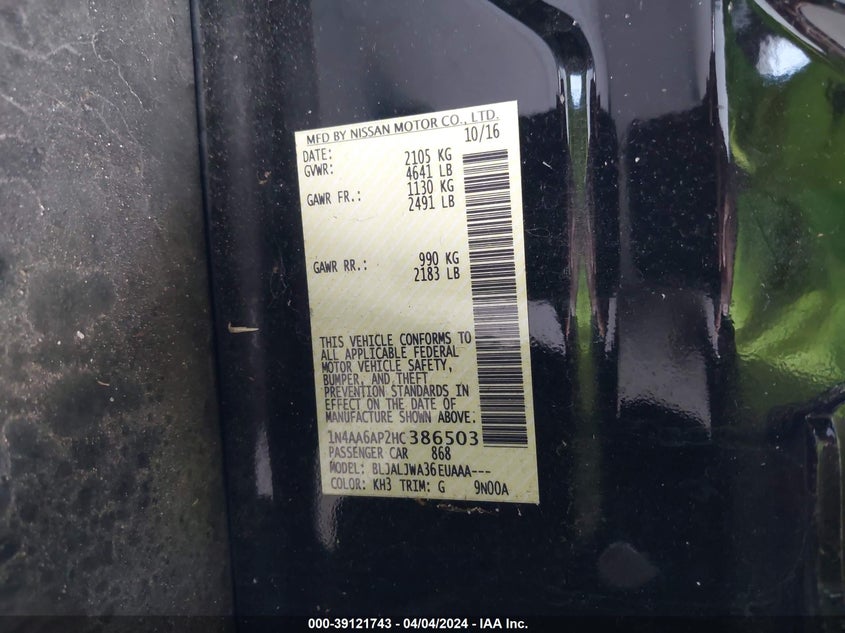 MFD BY NISSAN MOTOR CO., LTD.
DATE: 10/16
GVWR: 2105 KG
4641 LB
GAWR FR.: 1130 KG
2491 LB
GAWR RR.: 990 KG
2183 LB
THIS VEHICLE CONFORMS TO
ALL APPLICABLE FEDERAL
MOTOR VEHICLE SAFETY,
BUMPER, AND THEFT
PREVENTION STANDARDS IN
EFFECT ON THE DATE OF
MANUFACTURE SHOWN ABOVE.
1N4AA6AP2HC386503
PASSENGER CAR 868
MODEL: BLJALJWA36EUAAA---
COLOR: KH3 TRIM: G 9N00A
000-39121743 - 04/04/2024 - IAA Inc.